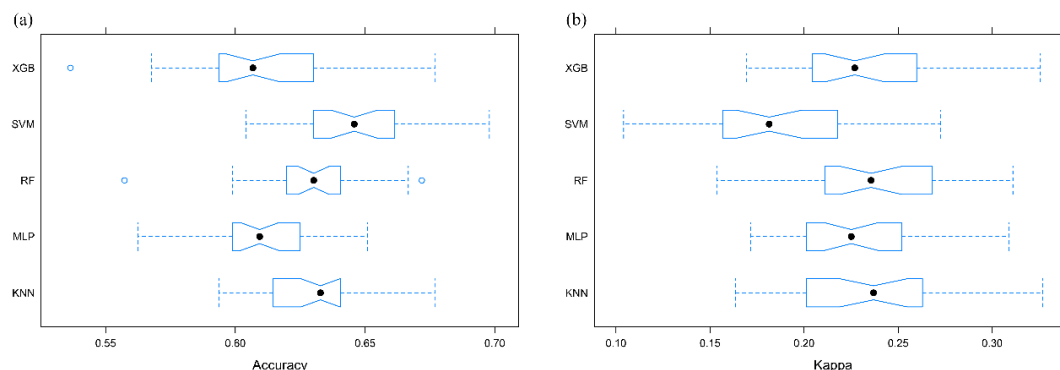 (a)
XGB
SVM
RF
MLP
KNN
0.55 0.60 0.65 0.70
Accuracy
(b)
XGB
SVM
RF
MLP
KNN
0.10 0.15 0.20 0.25 0.30
Kappa